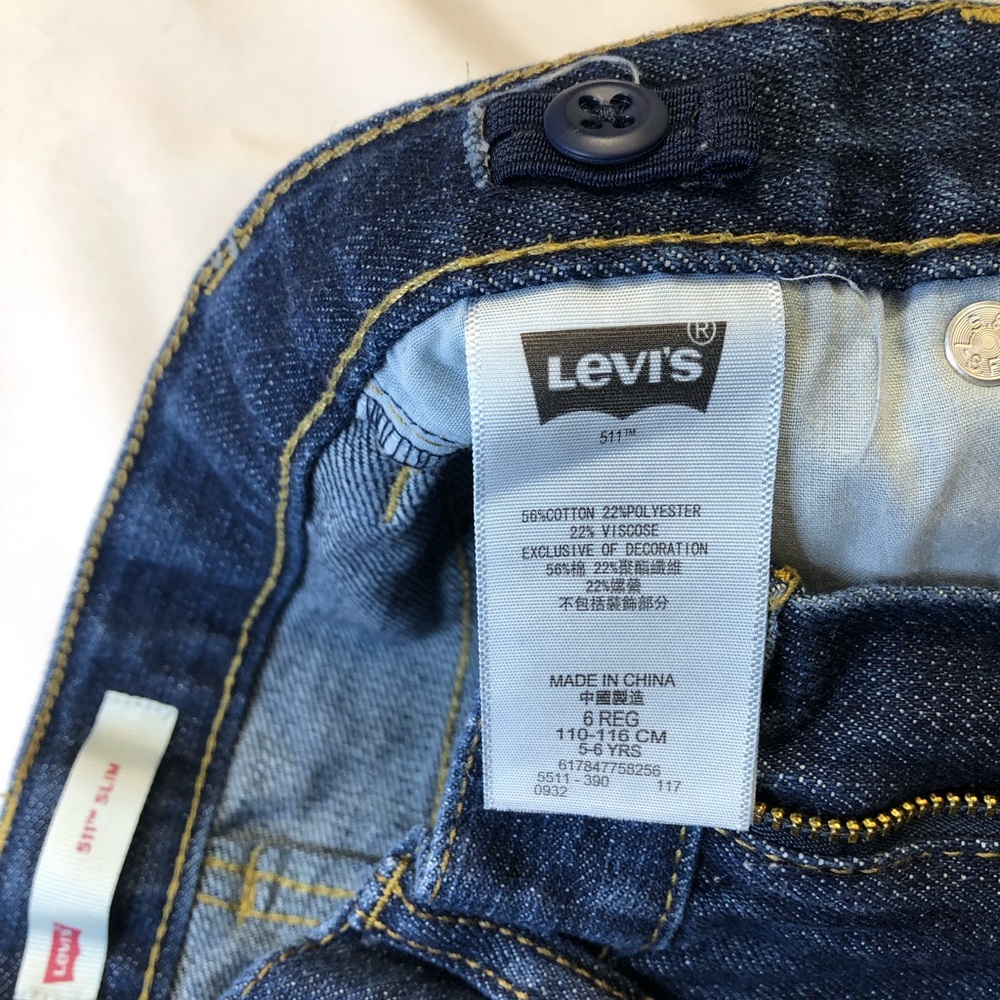 LEVI'S®
511™
56%COTTON 22%POLYESTER
22% VISCOSE
EXCLUSIVE OF DECORATION
56%棉 22%聚酯纖維
22%嫘縈
不包括裝飾部分
MADE IN CHINA
中國製造
6 REG
110-116 CM
5-6 YRS
617847758256
5511 - 390 117
0932
511™ SLIM
LEVI'S